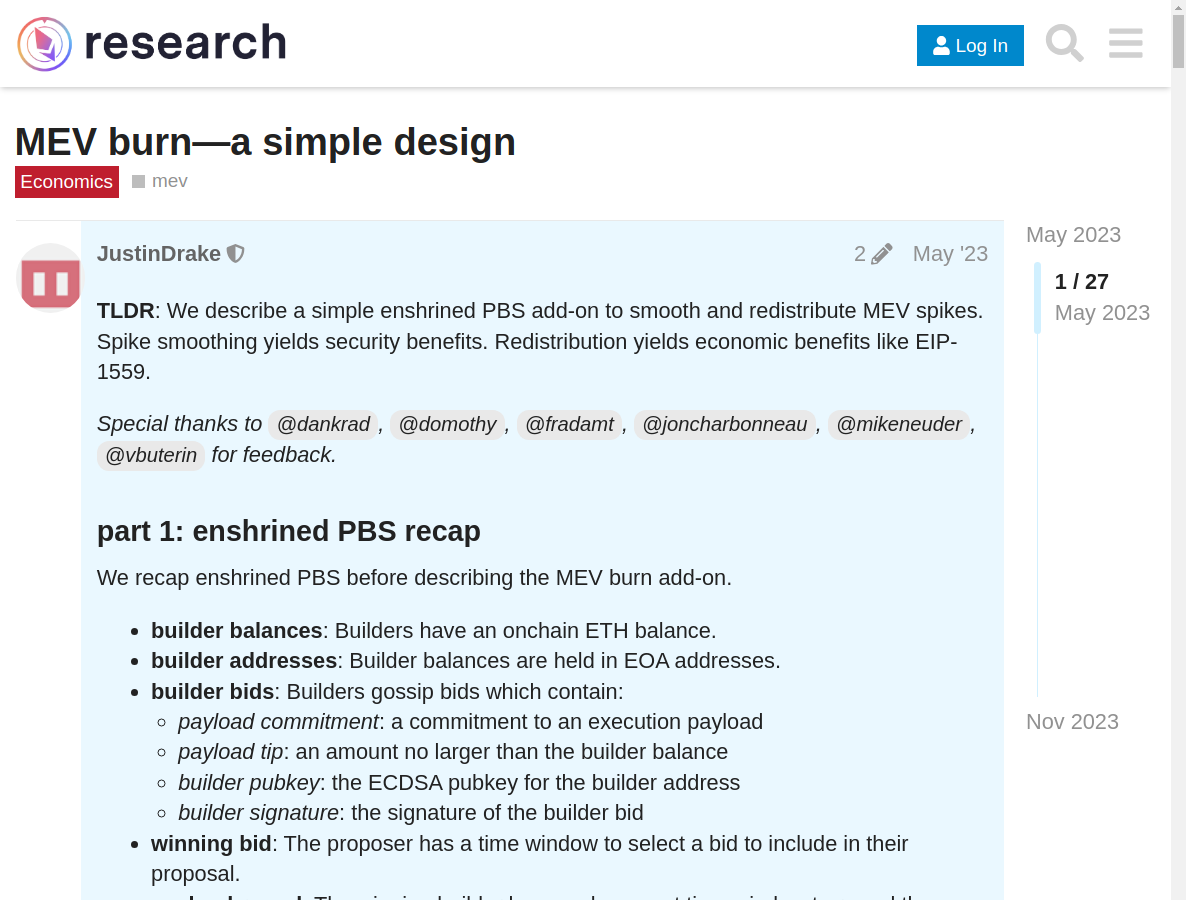 research
Log In
MEV burn—a simple design
Economics
mev
JustinDrake
2
May '23
TLDR: We describe a simple enshrined PBS add-on to smooth and redistribute MEV spikes.
Spike smoothing yields security benefits. Redistribution yields economic benefits like EIP-
1559.
Special thanks to @dankrad, @domothy, @fradamt, @joncharbonneau, @mikeneuder,
@vbuterin for feedback.
part 1: enshrined PBS recap
We recap enshrined PBS before describing the MEV burn add-on.
• builder balances: Builders have an onchain ETH balance.
• builder addresses: Builder balances are held in EOA addresses.
• builder bids: Builders gossip bids which contain:
◦ payload commitment: a commitment to an execution payload
◦ payload tip: an amount no larger than the builder balance
◦ builder pubkey: the ECDSA pubkey for the builder address
◦ builder signature: the signature of the builder bid
• winning bid: The proposer has a time window to select a bid to include in their
proposal.
May 2023
1 / 27
May 2023
Nov 2023